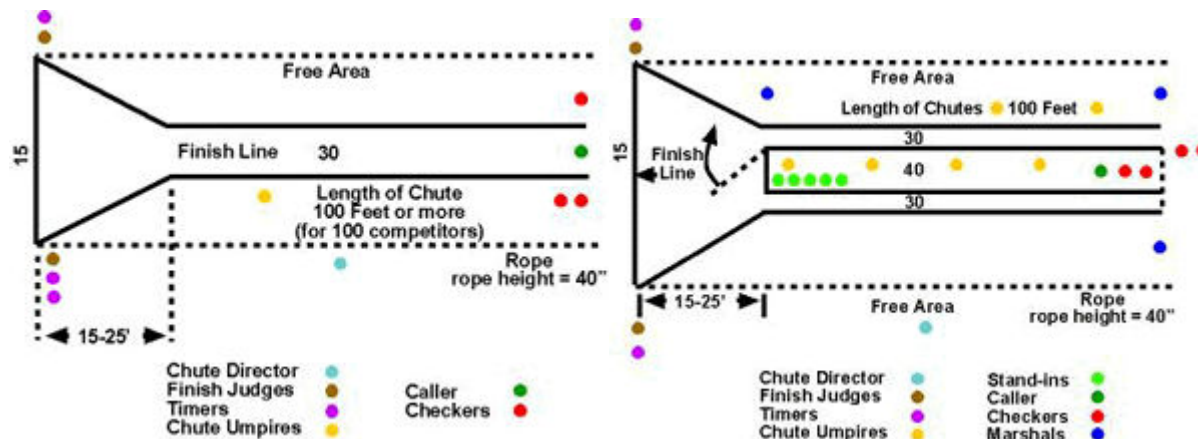 Free Area
15
Finish Line 30
Length of Chute
100 Feet or more
(for 100 competitors)
Rope
rope height = 40”
15-25’
Chute Director
Finish Judges
Timers
Chute Umpires
Caller
Checkers
Free Area
Length of Chutes 100 Feet
30
15
Finish
Line
40
30
15-25’
Free Area
Rope
rope height = 40”
Chute Director
Finish Judges
Timers
Chute Umpires
Stand-ins
Caller
Checkers
Marshals